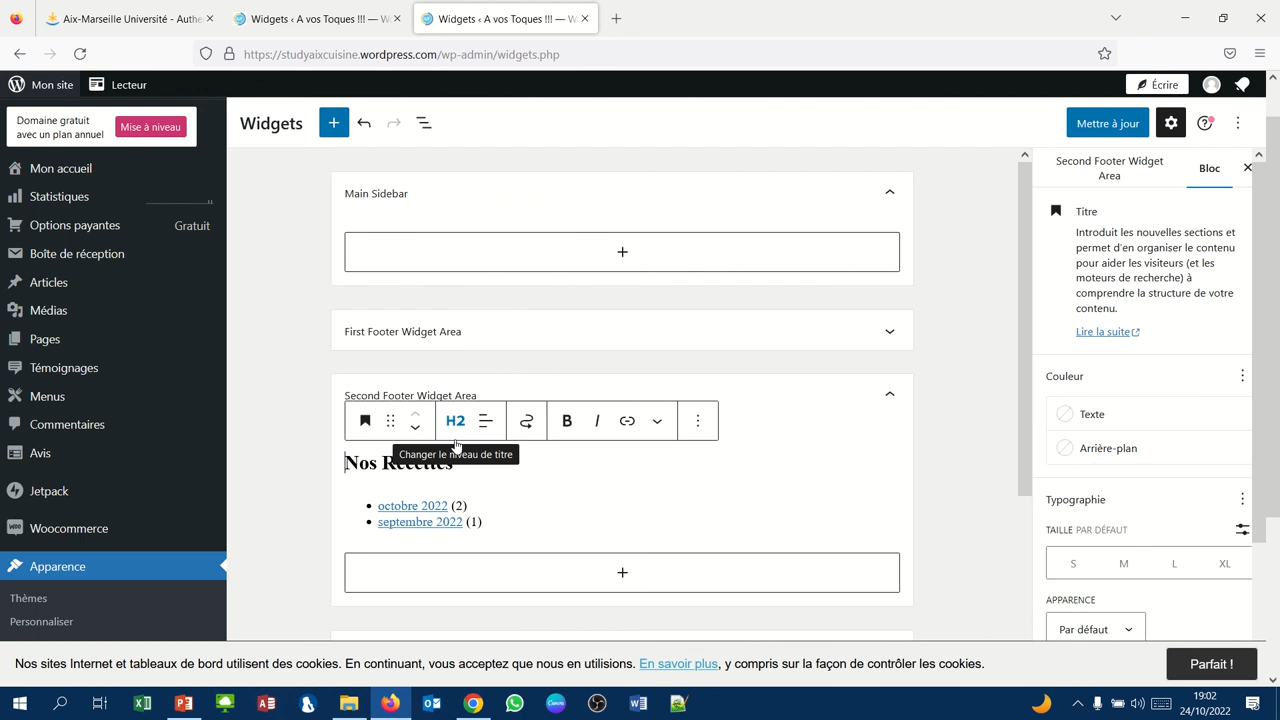 Aix-Marseille Université - Authe
Widgets ‹ A vos Toques !!! — W
Widgets ‹ A vos Toques !!! — W
https://studyaixcuisine.wordpress.com/wp-admin/widgets.php
Mon site
Lecteur
Écrire
Domaine gratuit
avec un plan annuel
Mise à niveau
Mon accueil
Statistiques
Options payantes
Gratuit
Boîte de réception
Articles
Médias
Pages
Témoignages
Menus
Commentaires
Avis
Jetpack
Woocommerce
Apparence
Thèmes
Personnaliser
Widgets
Mettre à jour
Main Sidebar
First Footer Widget Area
Second Footer Widget Area
H2
B I
Changer le niveau de titre
Nos Recettes
octobre 2022 (2)
septembre 2022 (1)
Second Footer Widget
Area
Bloc
Titre
Introduit les nouvelles sections et
permet d'en organiser le contenu
pour aider les visiteurs (et les
moteurs de recherche) à
comprendre la structure de votre
contenu.
Lire la suite
Couleur
Texte
Arrière-plan
Typographie
TAILLE PAR DÉFAUT
S M L XL
APPARENCE
Par défaut
Nos sites Internet et tableaux de bord utilisent des cookies. En continuant, vous acceptez que nous en utilisions. En savoir plus, y compris sur la façon de contrôler les cookies.
Parfait !
19:02
24/10/2022